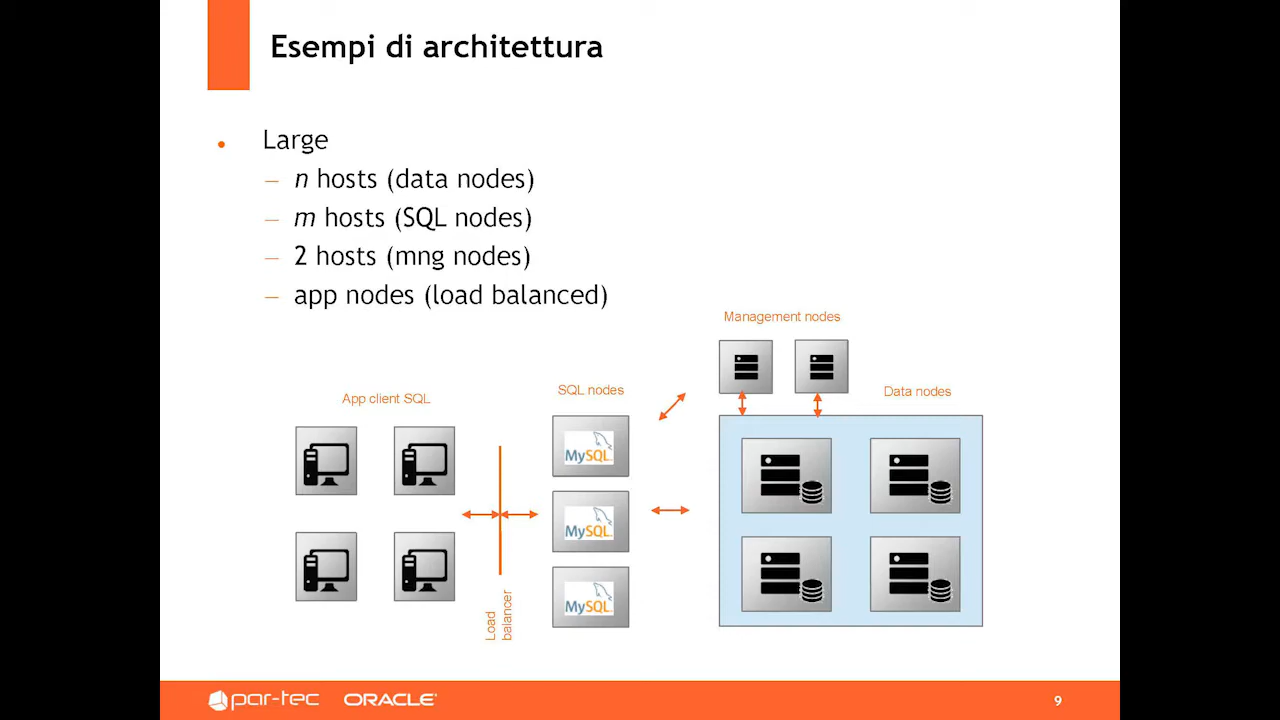 Esempi di architettura
• Large
– n hosts (data nodes)
– m hosts (SQL nodes)
– 2 hosts (mng nodes)
– app nodes (load balanced)
Management nodes
SQL nodes
Data nodes
App client SQL
MySQL
MySQL
MySQL
Load
balancer
par-tec ORACLE 9